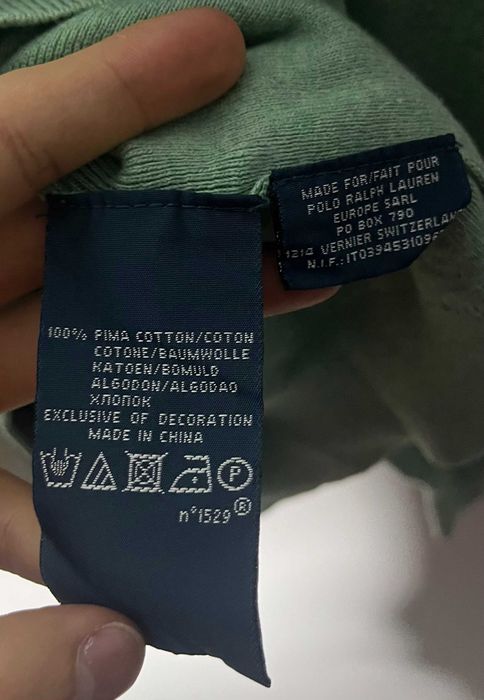 MADE FOR/FAIT POUR
POLO RALPH LAUREN
EUROPE SARL
PO BOX 790
1214 VERNIER SWITZERLAND
N.I.F.:
100% PIMA COTTON/COTON
COTONE/BAUMWOLLE
KATOEN/BOMULD
ALGODON/ALGODAO
ХЛОПОК
EXCLUSIVE OF DECORATION
MADE IN CHINA
P
n°1529 ®